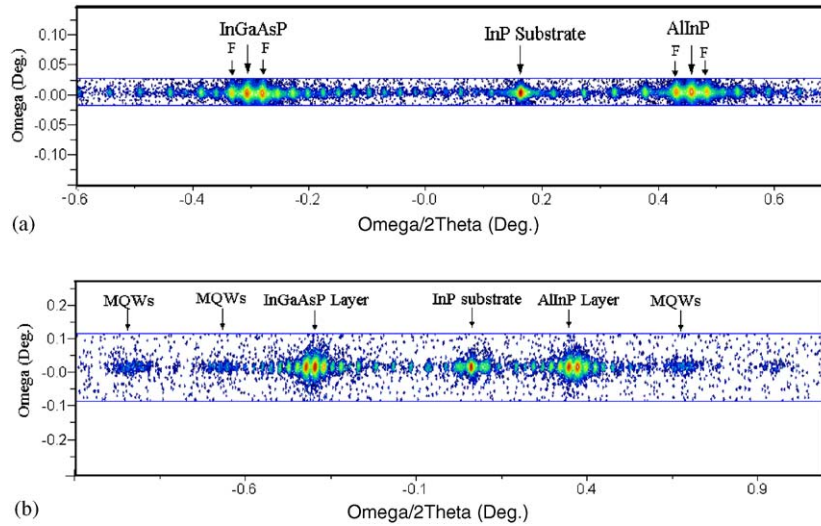 InGaAsP
InP Substrate
AlInP
F F
F F
0.15
0.10
0.05
0.00
-0.05
-0.10
Omega (Deg.)
-0.6 -0.4 -0.2 -0.0 0.2 0.4 0.6
(a)
Omega/2Theta (Deg.)
MQWs MQWs InGaAsP Layer InP substrate AlInP Layer MQWs
0.2
0.1
-0.0
-0.1
-0.2
Omega (Deg.)
-0.6 -0.1 0.4 0.9
(b)
Omega/2Theta (Deg.)